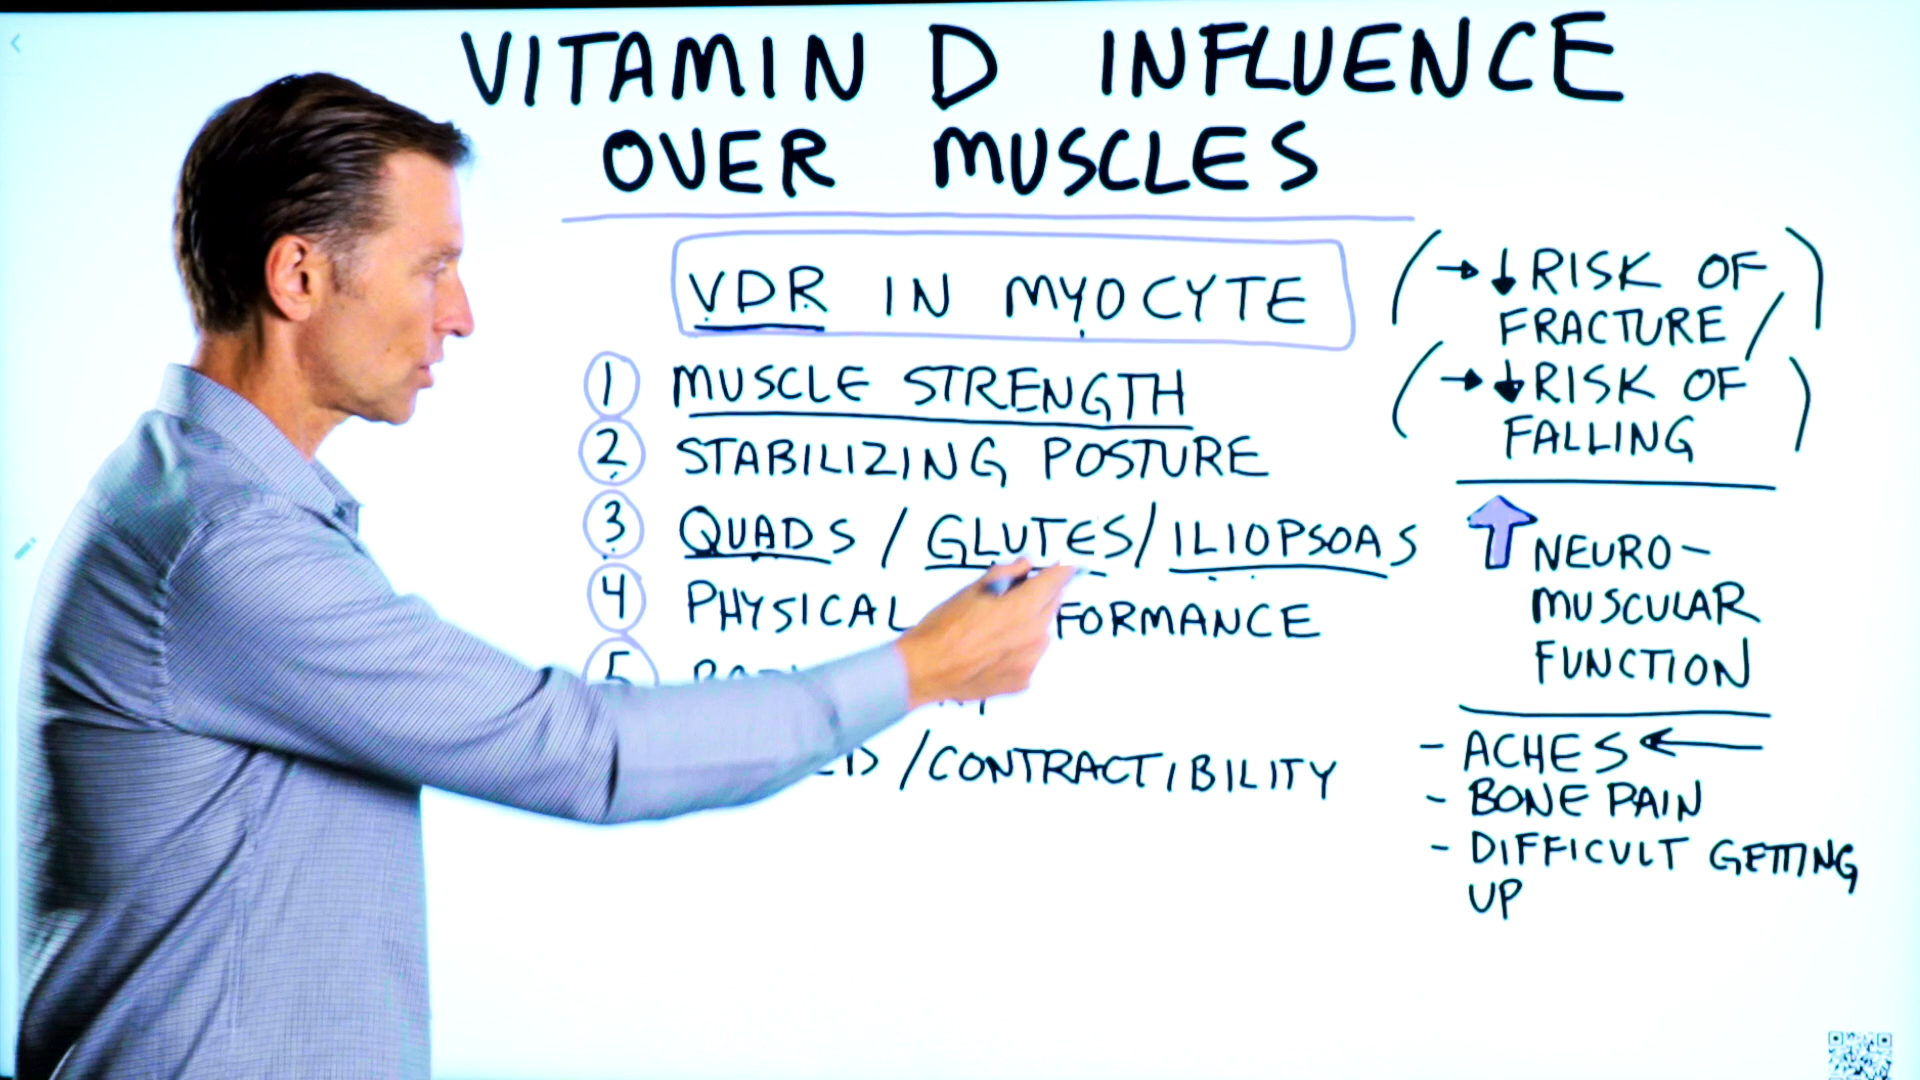 VITAMIN D INFLUENCE
OVER MUSCLES
VDR IN MYOCYTE
1 MUSCLE STRENGTH
2 STABILIZING POSTURE
3 QUADS / GLUTES / ILIOPSOAS
4 PHYSICAL FORMANCE
5
/ CONTRACTIBILITY
(→ ↓ RISK OF
FRACTURE / )
(→ ↓ RISK OF
FALLING )
↑ NEURO-
MUSCULAR
FUNCTION
- ACHES ←
- BONE PAIN
- DIFFICULT GETTING
UP